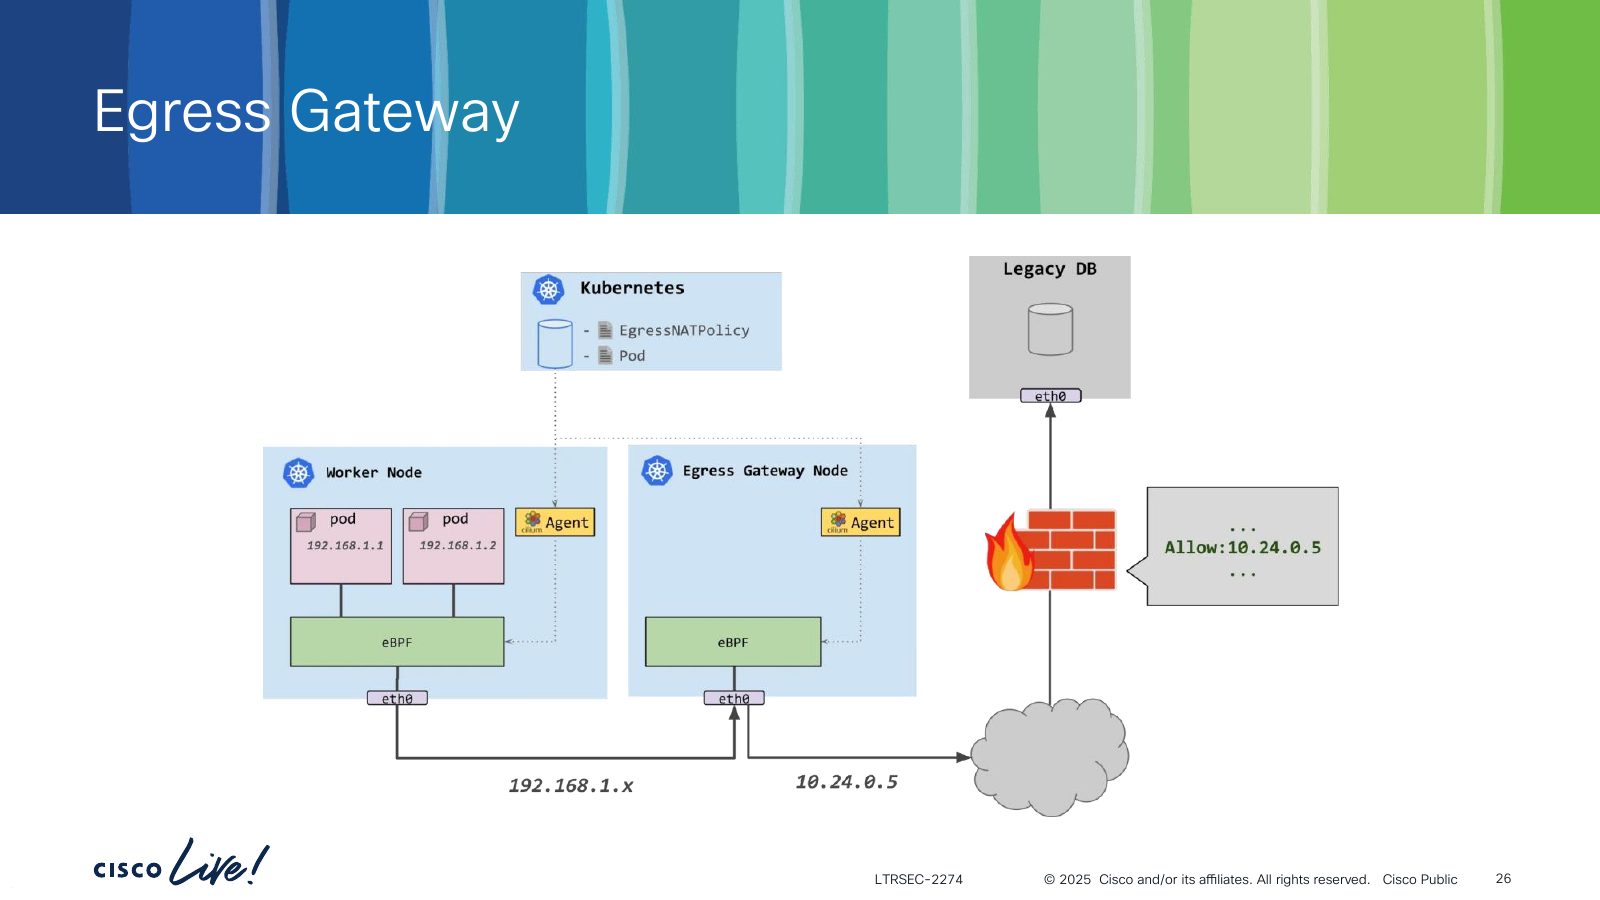 Egress Gateway
Kubernetes
- EgressNATPolicy
- Pod
Legacy DB
eth0
Worker Node
pod
192.168.1.1
pod
192.168.1.2
cilium
Agent
eBPF
eth0
Egress Gateway Node
cilium
Agent
eBPF
eth0
...
Allow:10.24.0.5
...
192.168.1.x
10.24.0.5
CISCO Live!
LTRSEC-2274
© 2025 Cisco and/or its affiliates. All rights reserved. Cisco Public
26